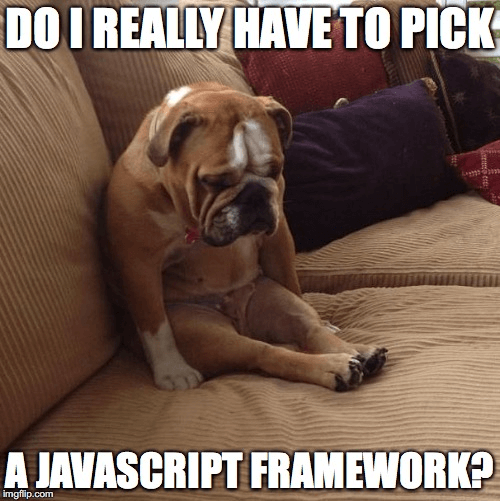 DO I REALLY HAVE TO PICK
A JAVASCRIPT FRAMEWORK?
imgflip.com